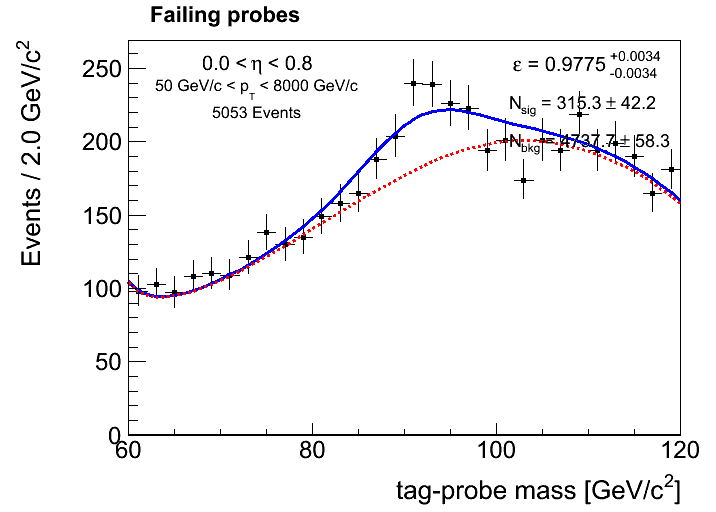 Failing probes
0.0 < η < 0.8
50 GeV/c < p_T < 8000 GeV/c
5053 Events
ε = 0.9775 +0.0034 -0.0034
N_sig = 315.3 ± 42.2
N_bkg = 4737.7 ± 58.3
Events / 2.0 GeV/c²
250
200
150
100
50
0
60 80 100 120
tag-probe mass [GeV/c²]